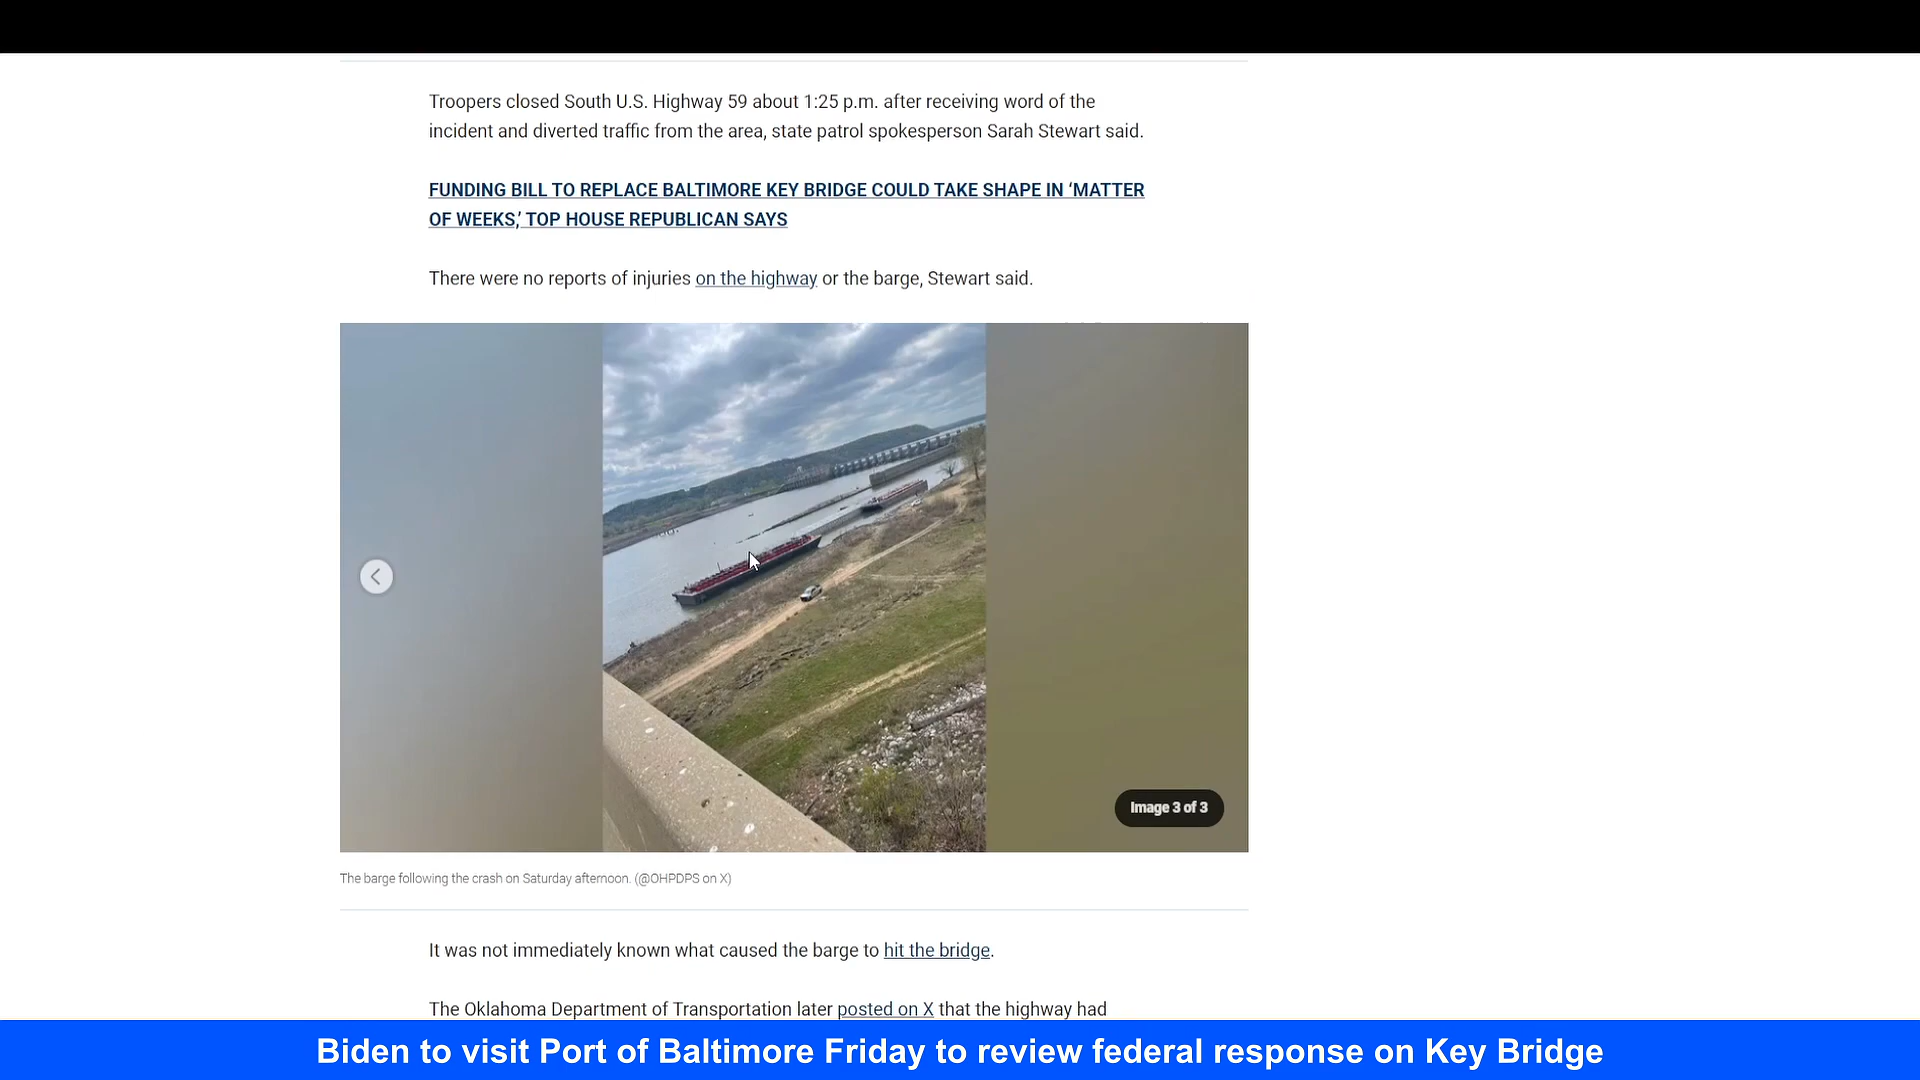 Troopers closed South U.S. Highway 59 about 1:25 p.m. after receiving word of the
incident and diverted traffic from the area, state patrol spokesperson Sarah Stewart said.
FUNDING BILL TO REPLACE BALTIMORE KEY BRIDGE COULD TAKE SHAPE IN ‘MATTER
OF WEEKS,’ TOP HOUSE REPUBLICAN SAYS
There were no reports of injuries on the highway or the barge, Stewart said.
Image 3 of 3
The barge following the crash on Saturday afternoon. (@OHPDPS on X)
It was not immediately known what caused the barge to hit the bridge.
The Oklahoma Department of Transportation later posted on X that the highway had
Biden to visit Port of Baltimore Friday to review federal response on Key Bridge